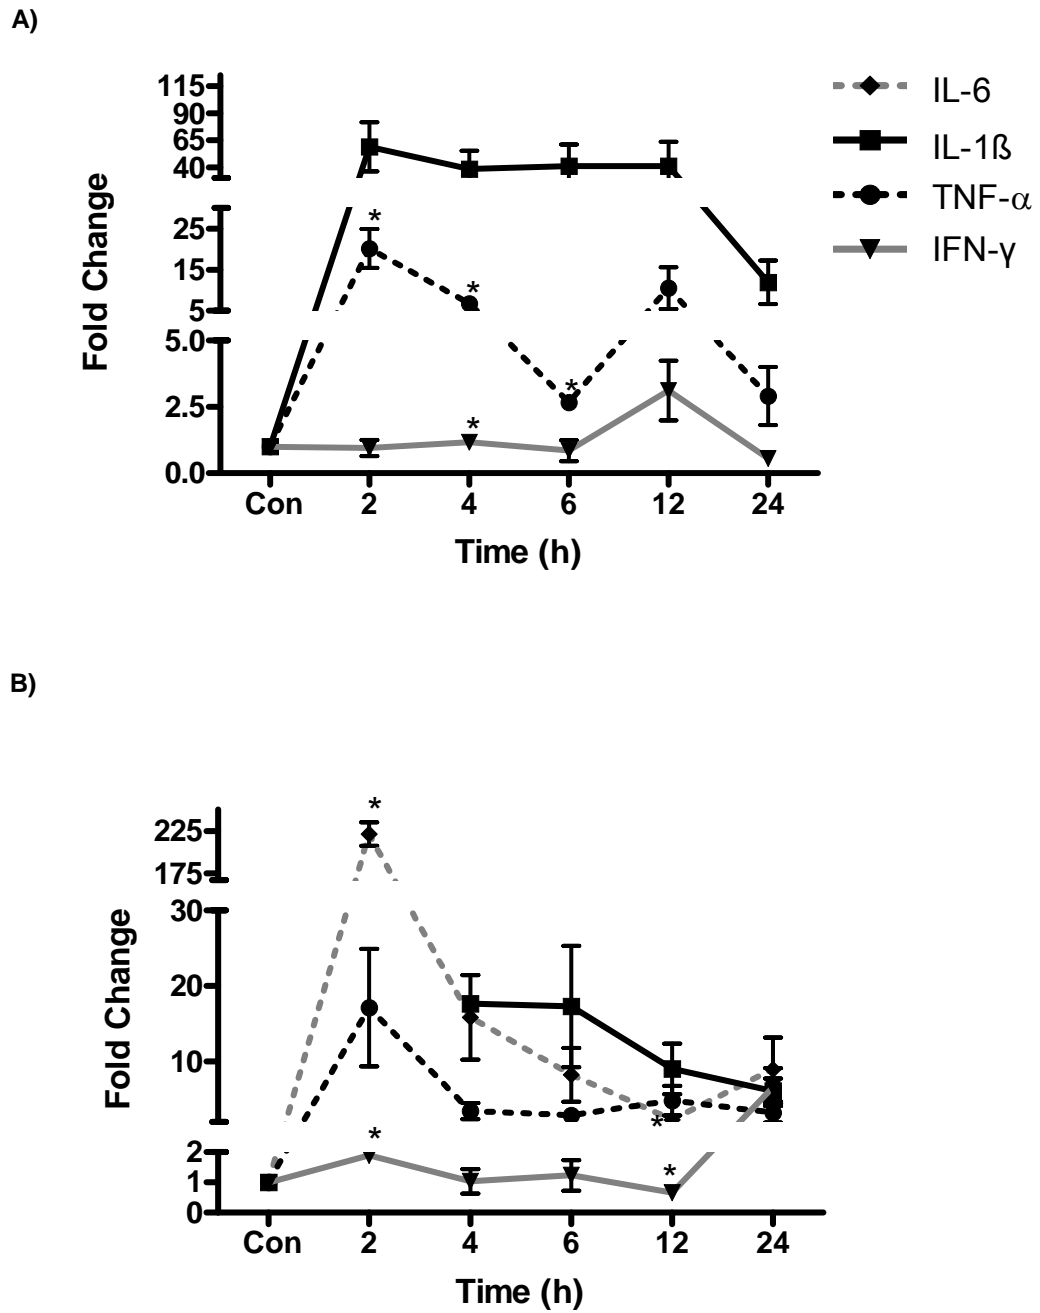 A)
115
90
65
40
25
15
5
5.0
2.5
0.0
Fold Change
*
*
*
*
Con 2 4 6 12 24
Time (h)
IL-6
IL-1ß
TNF-α
IFN-γ
B)
225
175
30
20
10
2
1
0
Fold Change
*
*
*
*
Con 2 4 6 12 24
Time (h)